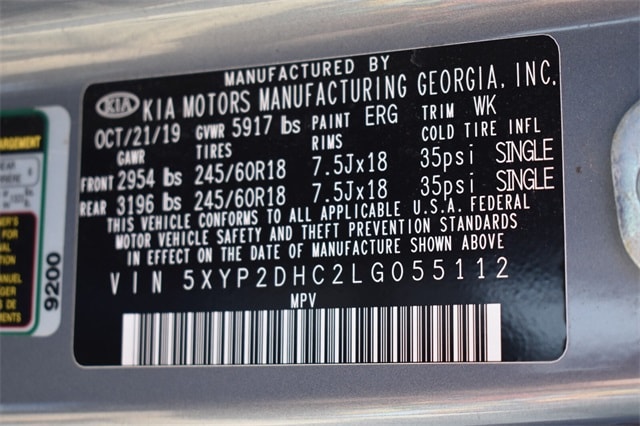 MANUFACTURED BY
KIA KIA MOTORS MANUFACTURING GEORGIA, INC.
OCT/21/19 GVWR 5917 lbs PAINT ERG TRIM WK
GAWR TIRES RIMS COLD TIRE INFL
FRONT 2954 lbs 245/60R18 7.5Jx18 35psi SINGLE
REAR 3196 lbs 245/60R18 7.5Jx18 35psi SINGLE
THIS VEHICLE CONFORMS TO ALL APPLICABLE U.S.A. FEDERAL
MOTOR VEHICLE SAFETY AND THEFT PREVENTION STANDARDS
IN EFFECT ON THE DATE OF MANUFACTURE SHOWN ABOVE
VIN 5XYP2DHC2LG055112
MPV
9200